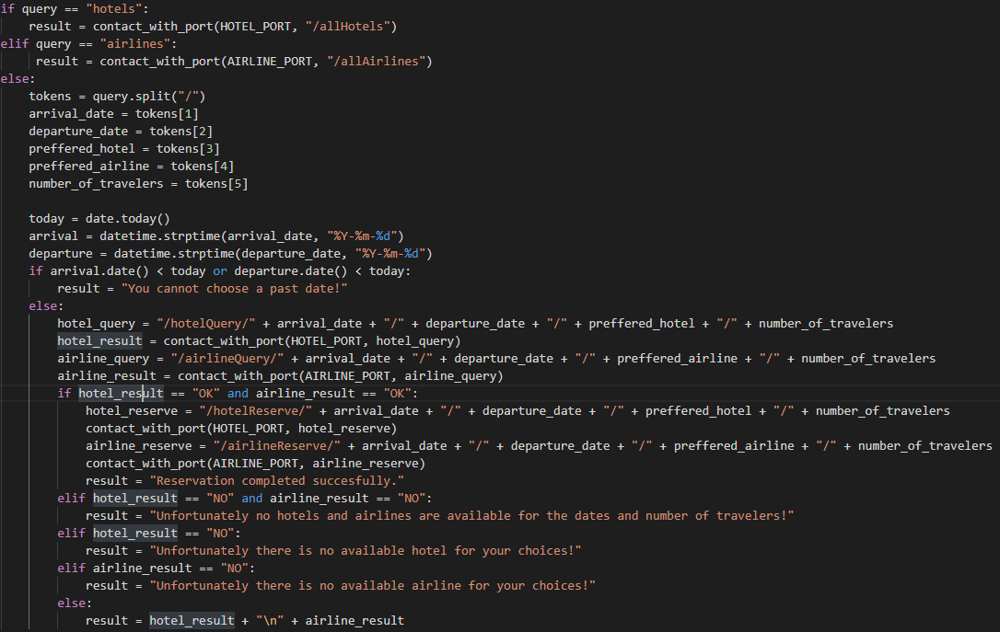 if query == "hotels":
    result = contact_with_port(HOTEL_PORT, "/allHotels")
elif query == "airlines":
     result = contact_with_port(AIRLINE_PORT, "/allAirlines")
else:
    tokens = query.split("/")
    arrival_date = tokens[1]
    departure_date = tokens[2]
    preffered_hotel = tokens[3]
    preffered_airline = tokens[4]
    number_of_travelers = tokens[5]

    today = date.today()
    arrival = datetime.strptime(arrival_date, "%Y-%m-%d")
    departure = datetime.strptime(departure_date, "%Y-%m-%d")
    if arrival.date() < today or departure.date() < today:
        result = "You cannot choose a past date!"
    else:
        hotel_query = "/hotelQuery/" + arrival_date + "/" + departure_date + "/" + preffered_hotel + "/" + number_of_travelers
        hotel_result = contact_with_port(HOTEL_PORT, hotel_query)
        airline_query = "/airlineQuery/" + arrival_date + "/" + departure_date + "/" + preffered_airline + "/" + number_of_travelers
        airline_result = contact_with_port(AIRLINE_PORT, airline_query)
        if hotel_result == "OK" and airline_result == "OK":
            hotel_reserve = "/hotelReserve/" + arrival_date + "/" + departure_date + "/" + preffered_hotel + "/" + number_of_travelers
            contact_with_port(HOTEL_PORT, hotel_reserve)
            airline_reserve = "/airlineReserve/" + arrival_date + "/" + departure_date + "/" + preffered_airline + "/" + number_of_travelers
            contact_with_port(AIRLINE_PORT, airline_reserve)
            result = "Reservation completed succesfully."
        elif hotel_result == "NO" and airline_result == "NO":
            result = "Unfortunately no hotels and airlines are available for the dates and number of travelers!"
        elif hotel_result == "NO":
            result = "Unfortunately there is no available hotel for your choices!"
        elif airline_result == "NO":
            result = "Unfortunately there is no available airline for your choices!"
        else:
            result = hotel_result + "\n" + airline_result